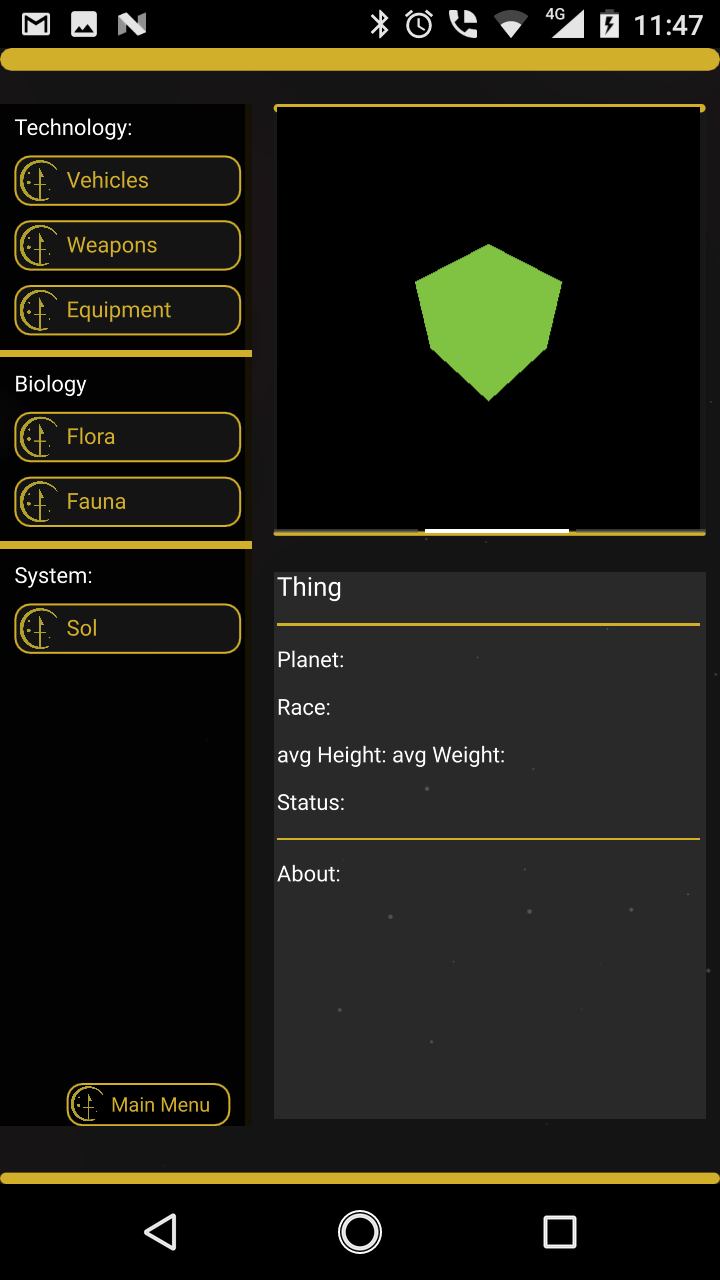 4G 11:47
Technology:
Vehicles
Weapons
Equipment
Biology
Flora
Fauna
System:
Sol
Main Menu
Thing
Planet:
Race:
avg Height: avg Weight:
Status:
About: